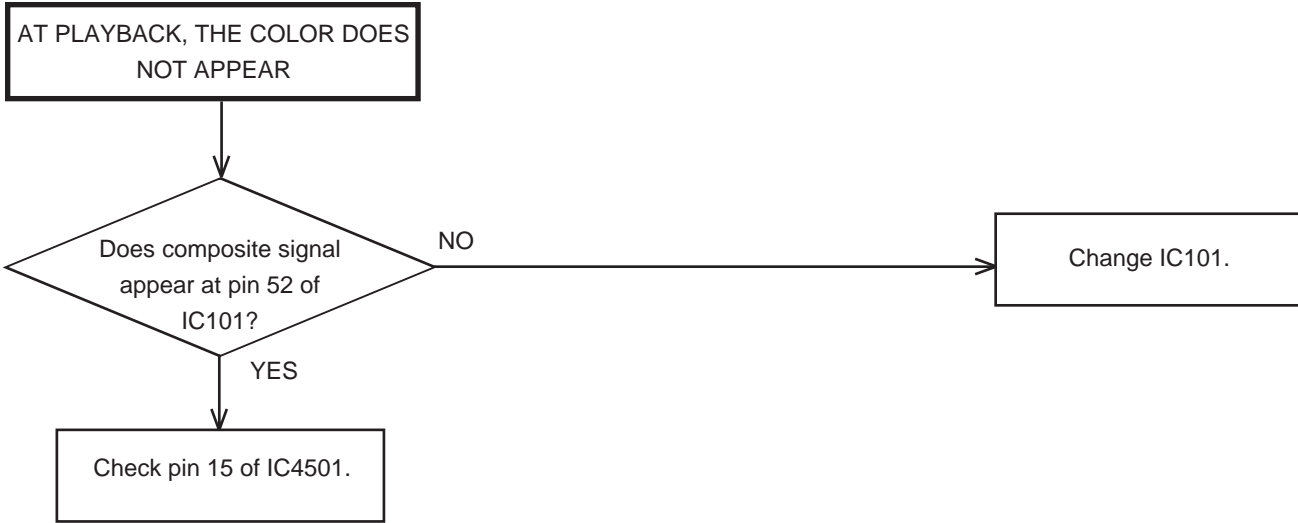 AT PLAYBACK, THE COLOR DOES
NOT APPEAR
Does composite signal
appear at pin 52 of
IC101?
NO
Change IC101.
YES
Check pin 15 of IC4501.